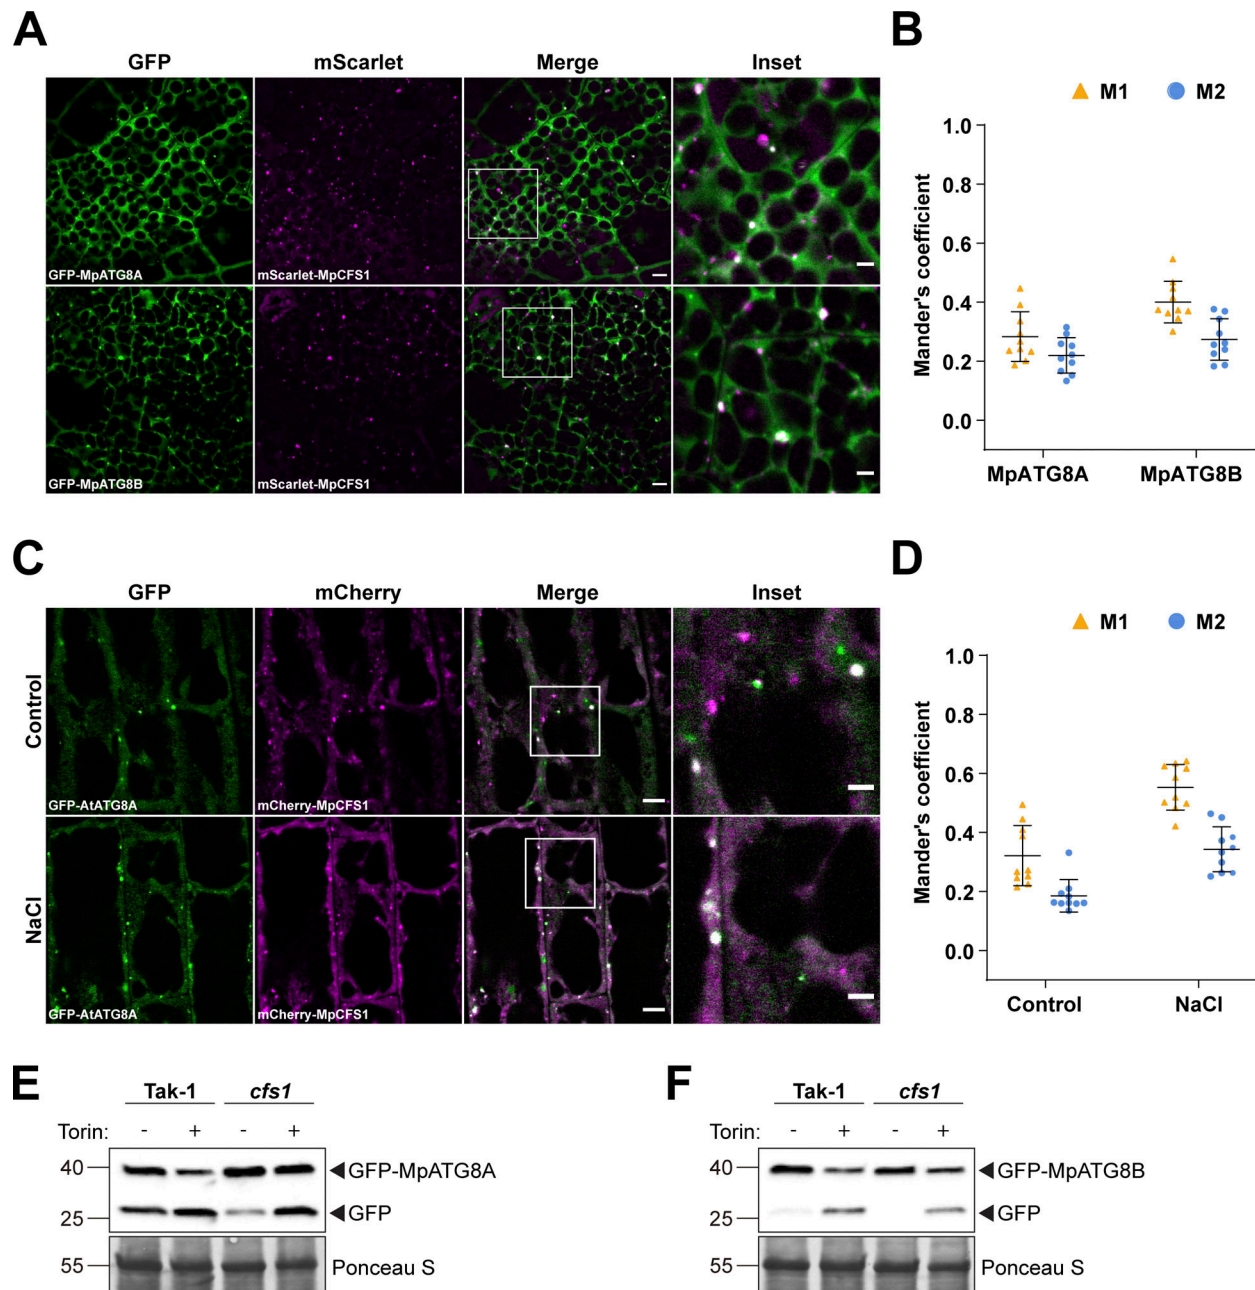 A
GFP mScarlet Merge Inset
GFP-MpATG8A mScarlet-MpCFS1
GFP-MpATG8B mScarlet-MpCFS1
B
M1 M2
Mander's coefficient
1.0
0.8
0.6
0.4
0.2
0.0
MpATG8A MpATG8B
C
GFP mCherry Merge Inset
Control
GFP-AtATG8A mCherry-MpCFS1
NaCl
GFP-AtATG8A mCherry-MpCFS1
D
M1 M2
Mander's coefficient
1.0
0.8
0.6
0.4
0.2
0.0
Control NaCl
E
Tak-1 cfs1
Torin: - + - +
40 GFP-MpATG8A
25 GFP
55 Ponceau S
F
Tak-1 cfs1
Torin: - + - +
40 GFP-MpATG8B
25 GFP
55 Ponceau S